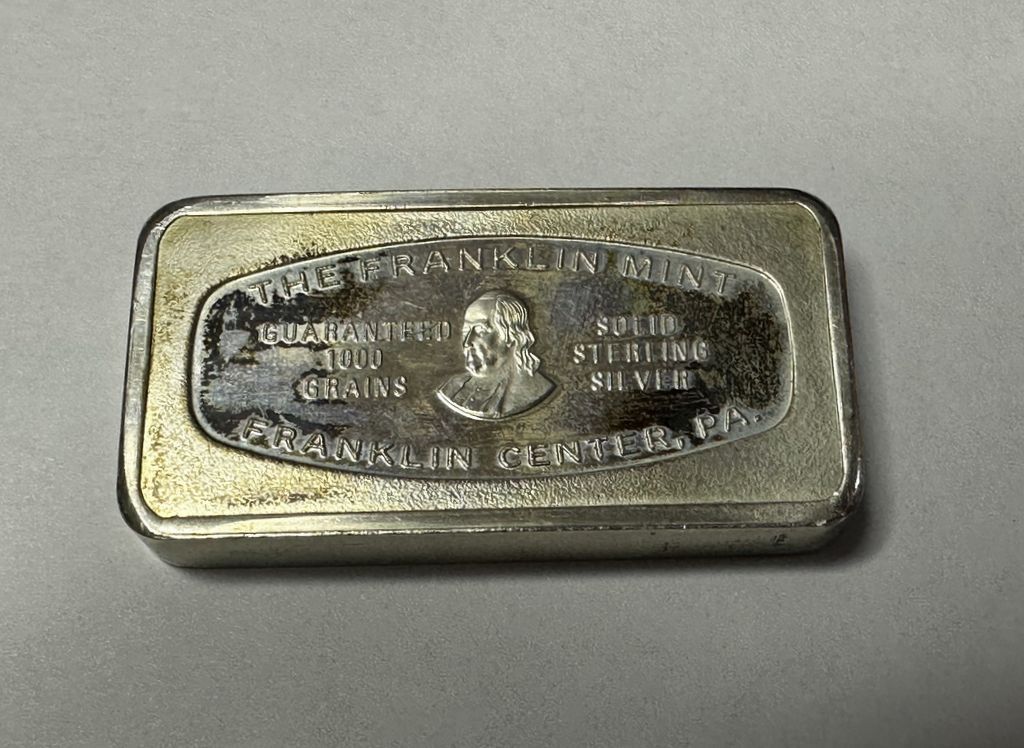 THE FRANKLIN MINT
GUARANTEED
1000
GRAINS
SOLID
STERLING
SILVER
FRANKLIN CENTER, PA.